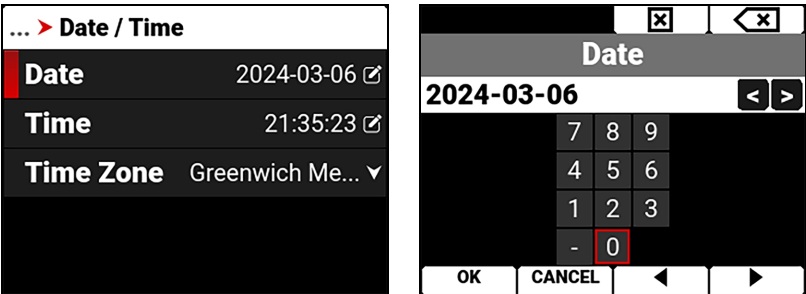 ... ➤ Date / Time
Date 2024-03-06
Time 21:35:23
Time Zone Greenwich Me...
Date
2024-03-06 < >
7 8 9
4 5 6
1 2 3
- 0
OK CANCEL ◀ ▶